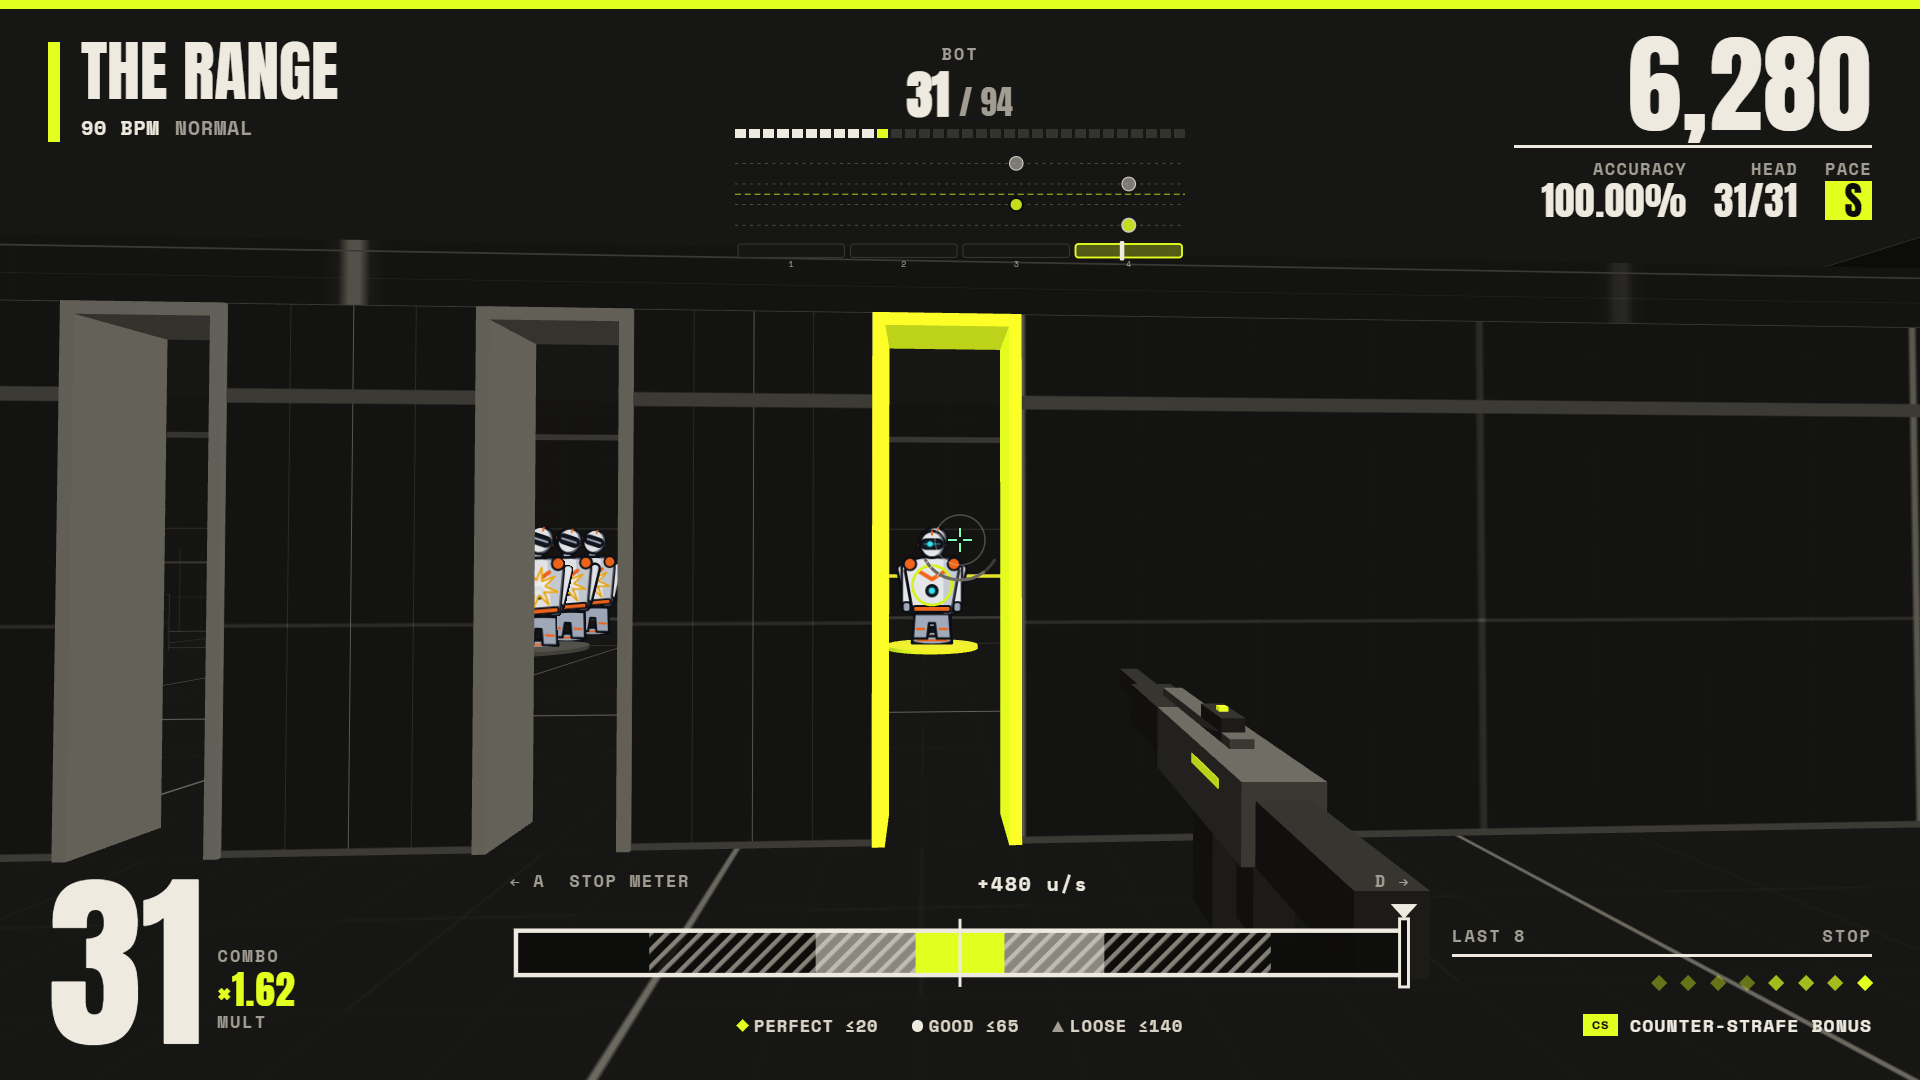 THE RANGE
90 BPM NORMAL
BOT
31 / 94
1 2 3 4
6,280
ACCURACY HEAD PACE
100.00% 31/31 S
← A STOP METER
+480 u/s
D →
31
COMBO
×1.62
MULT
PERFECT ≤20 GOOD ≤65 LOOSE ≤140
LAST 8 STOP
CS COUNTER-STRAFE BONUS